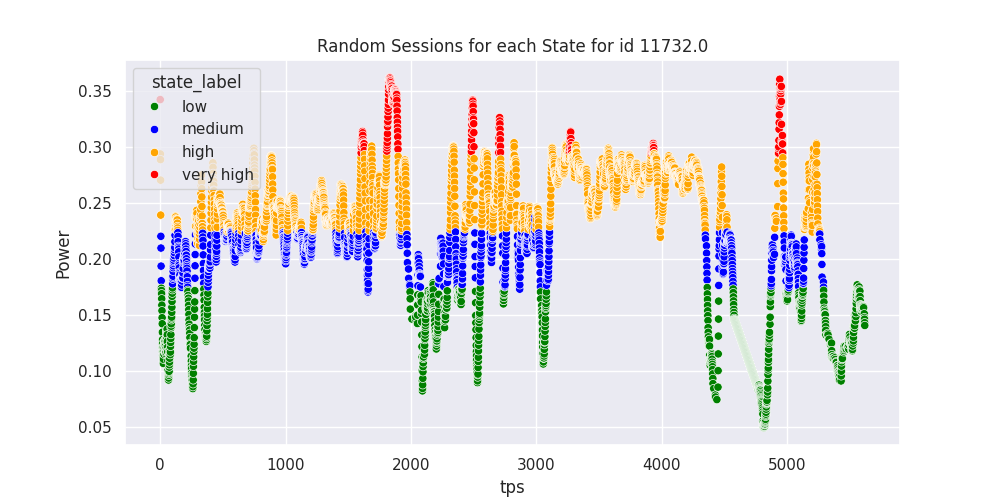 Random Sessions for each State for id 11732.0
state_label
low
medium
high
very high
Power
0.35
0.30
0.25
0.20
0.15
0.10
0.05
0 1000 2000 3000 4000 5000
tps